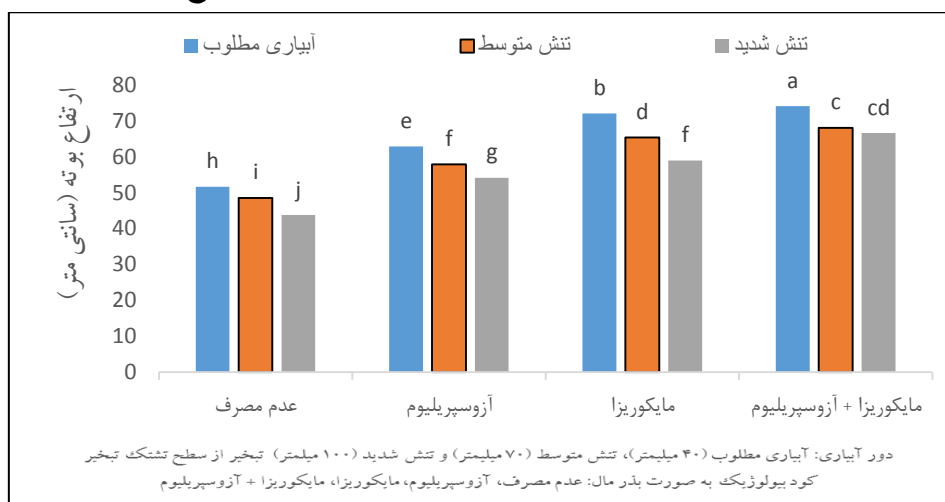 آبیاری مطلوب تنش متوسط تنش شدید
ارتفاع بوته (سانتی متر)
80
70
60
50
40
30
20
10
0
h i j e f g b d f a c cd
عدم مصرف آزوسپریلیوم مایکوریزا مایکوریزا + آزوسپریلیوم
دور آبیاری: آبیاری مطلوب (۴۰ میلیمتر)، تنش متوسط (۷۰ میلیمتر) و تنش شدید (۱۰۰ میلمتر) تبخیر از سطح تشتک تبخیر
کود بیولوژیک به صورت بذر مال: عدم مصرف، آزوسپریلیوم، مایکوریزا، مایکوریزا + آزوسپریلیوم